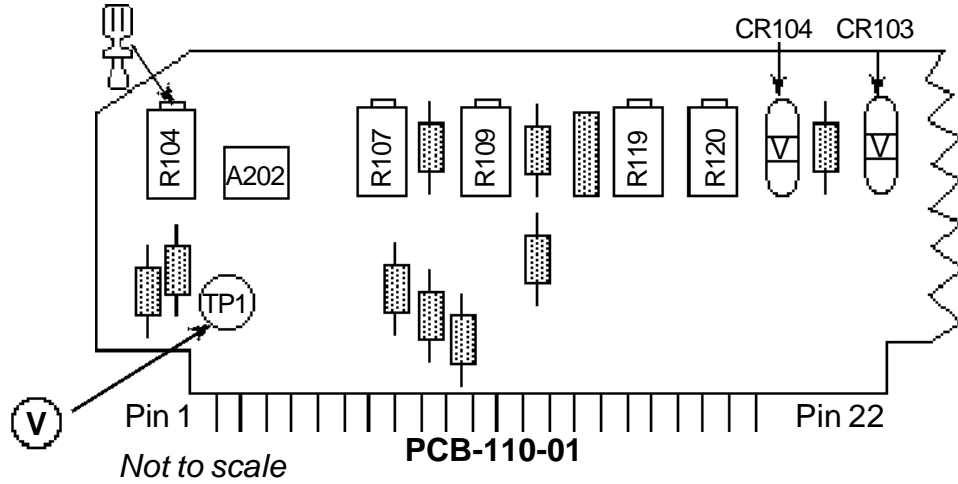 CR104 CR103
R104
A202
R107
R109
R119
R120
V
V
TP1
V
Pin 1
Pin 22
PCB-110-01
Not to scale